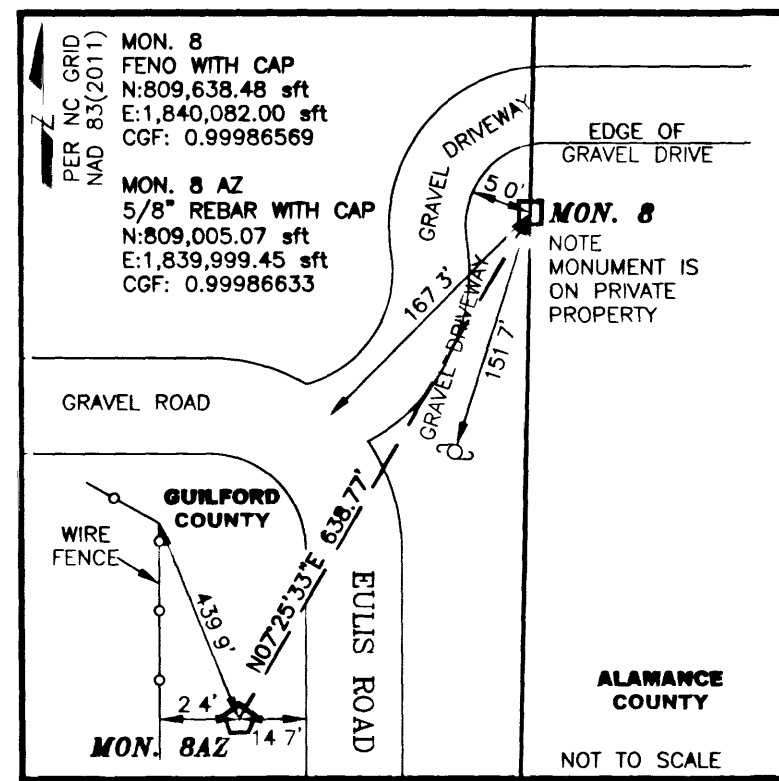 PER NC GRID
NAD 83(2011)
Z
MON. 8
FENO WITH CAP
N:809,638.48 sft
E:1,840,082.00 sft
CGF: 0.99986569
MON. 8 AZ
5/8" REBAR WITH CAP
N:809,005.07 sft
E:1,839,999.45 sft
CGF: 0.99986633
GRAVEL DRIVEWAY
EDGE OF
GRAVEL DRIVE
5 0'
MON. 8
NOTE
MONUMENT IS
ON PRIVATE
PROPERTY
167 3'
GRAVEL DRIVEWAY
151 7'
GRAVEL ROAD
GUILFORD
COUNTY
WIRE
FENCE
439 9'
N07°25'33"E 638.77'
EULIS ROAD
2 4'
14 7'
MON. 8AZ
ALAMANCE
COUNTY
NOT TO SCALE